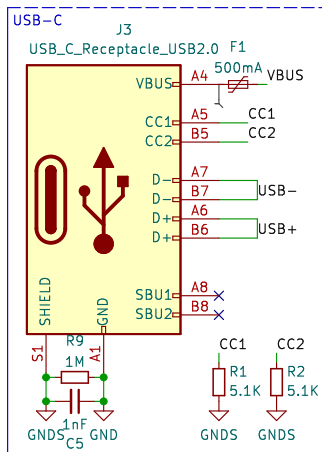 USB-C
J3
USB_C_Receptacle_USB2.0
F1
500mA
VBUS
VBUS
A4
CC1
A5
CC1
CC2
B5
CC2
D-
A7
D-
B7
USB-
D+
A6
D+
B6
USB+
SBU1
A8
SBU2
B8
SHIELD
GND
S1
A1
R9
1M
1nF
C5
GNDS
GND
CC1
CC2
R1
5.1K
R2
5.1K
GNDS
GNDS